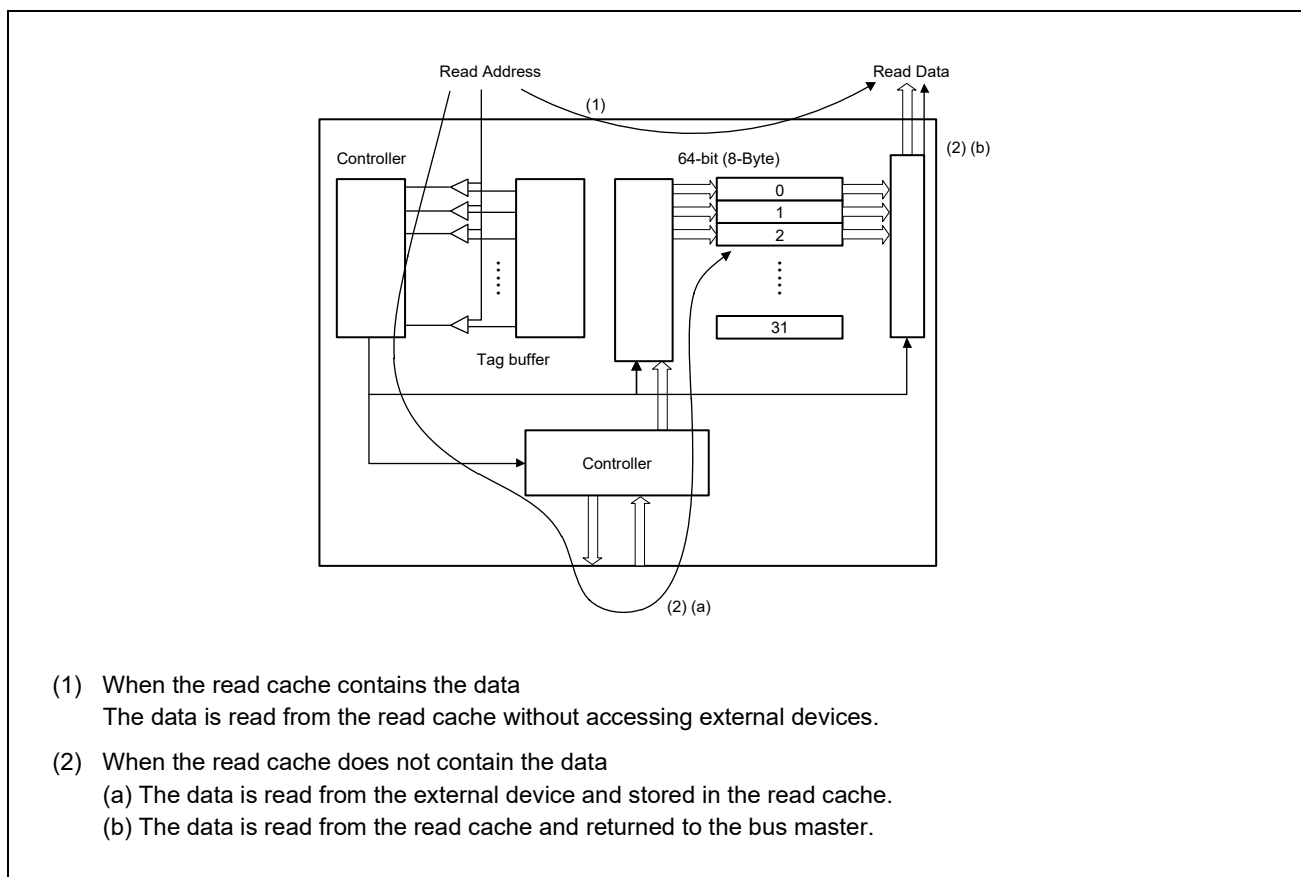 Read Address
Read Data
(1)
(2) (b)
Controller
64-bit (8-Byte)
0
1
2
31
Tag buffer
Controller
(2) (a)
(1) When the read cache contains the data
The data is read from the read cache without accessing external devices.
(2) When the read cache does not contain the data
(a) The data is read from the external device and stored in the read cache.
(b) The data is read from the read cache and returned to the bus master.